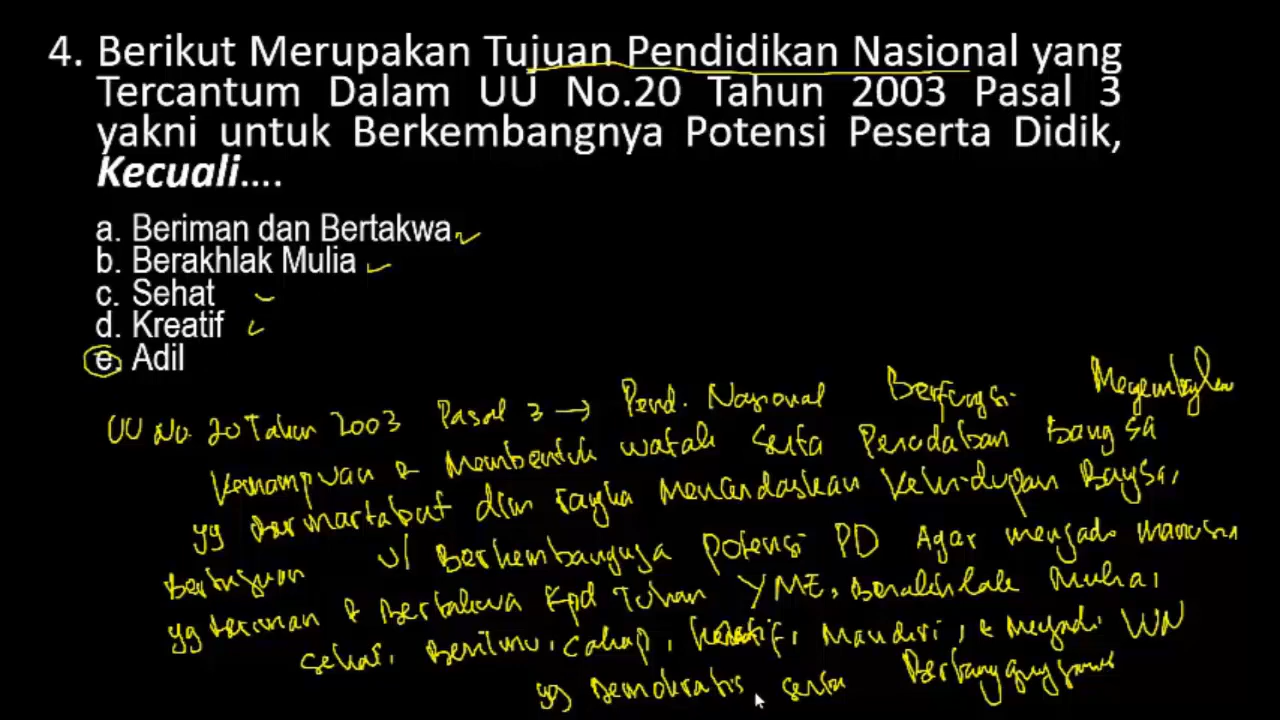 4. Berikut Merupakan Tujuan Pendidikan Nasional yang
Tercantum Dalam UU No.20 Tahun 2003 Pasal 3
yakni untuk Berkembangnya Potensi Peserta Didik,
Kecuali....
a. Beriman dan Bertakwa
b. Berakhlak Mulia
c. Sehat
d. Kreatif
e. Adil
UU No. 20 Tahun 2003 Pasal 3 → Pend. Nasional Berfungsi
Kemampuan & Membentuk watak serta Peradaban Bangsa
yg Bermartabat dlm rangka Mencerdaskan Kehidupan Bangsa,
Bertujuan u/ Berkembangnya Potensi PD Agar menjadi manusia
yg beriman & Bertakwa Kpd Tuhan YME, Berakhlak Mulia,
Sehat, Berilmu, Cakap, kreatif, Mandiri, & Menjadi WN
yg Demokratis serta